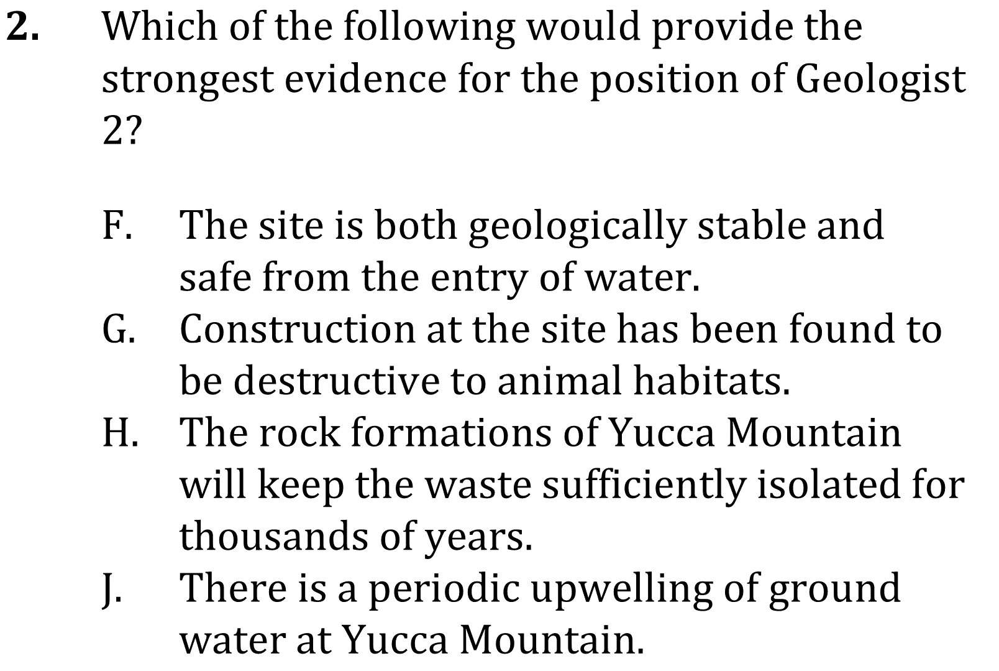 2. Which of the following would provide the
strongest evidence for the position of Geologist
2?
F. The site is both geologically stable and
safe from the entry of water.
G. Construction at the site has been found to
be destructive to animal habitats.
H. The rock formations of Yucca Mountain
will keep the waste sufficiently isolated for
thousands of years.
J. There is a periodic upwelling of ground
water at Yucca Mountain.